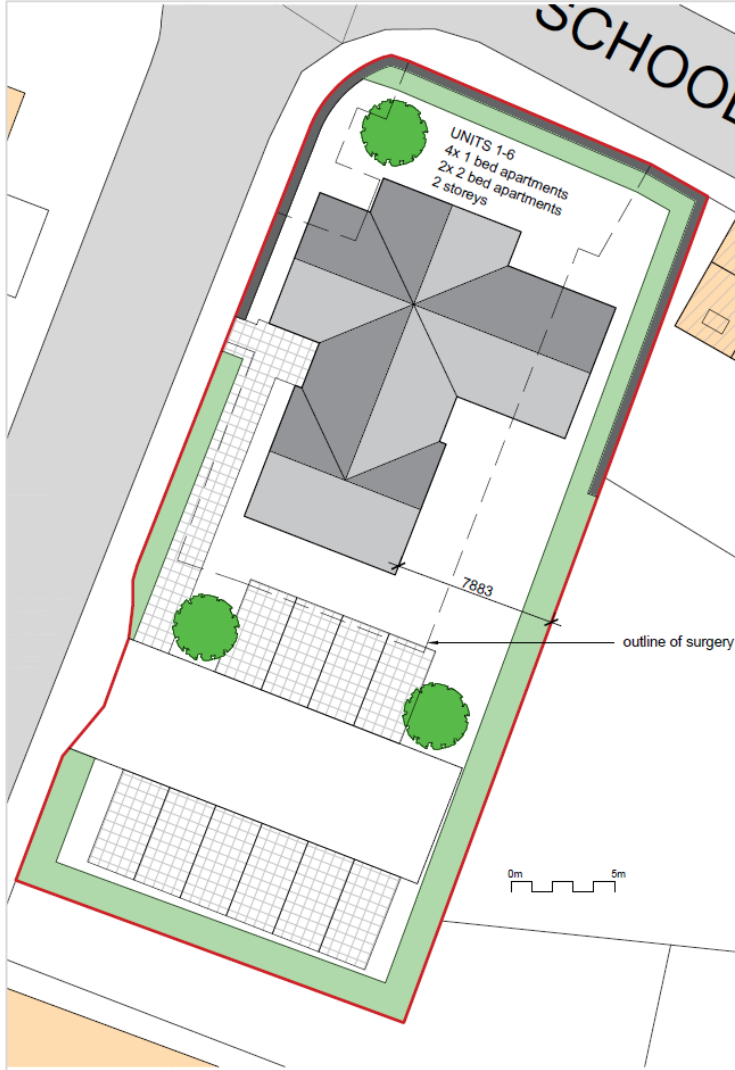 SCHOOL
UNITS 1-6
4x 1 bed apartments
2x 2 bed apartments
2 storeys
7883
outline of surgery
0m 5m